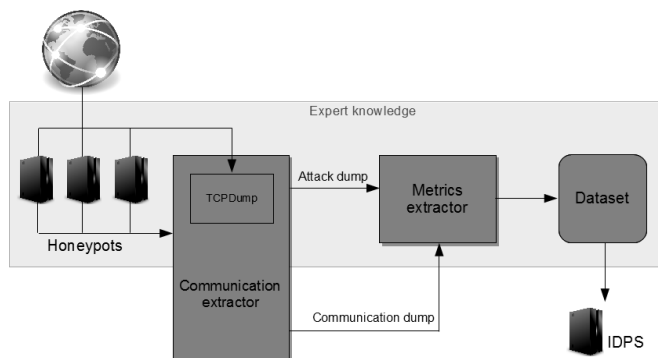 Expert knowledge
TCPDump
Attack dump
Metrics
extractor
Dataset
Honeypots
Communication
extractor
Communication dump
IDPS